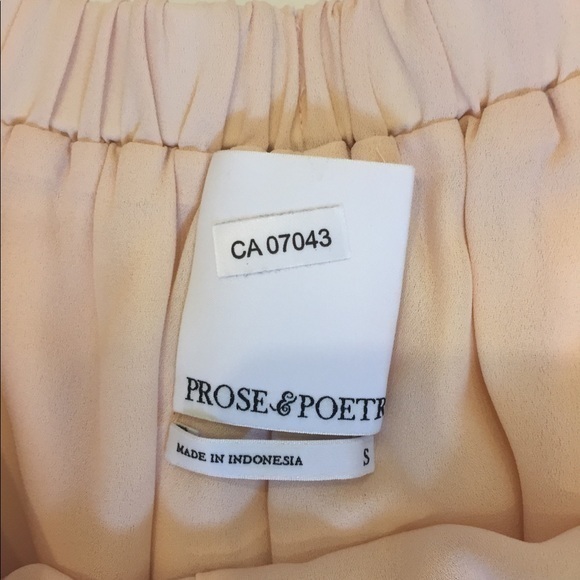 CA 07043
PROSE & POETR
MADE IN INDONESIA S